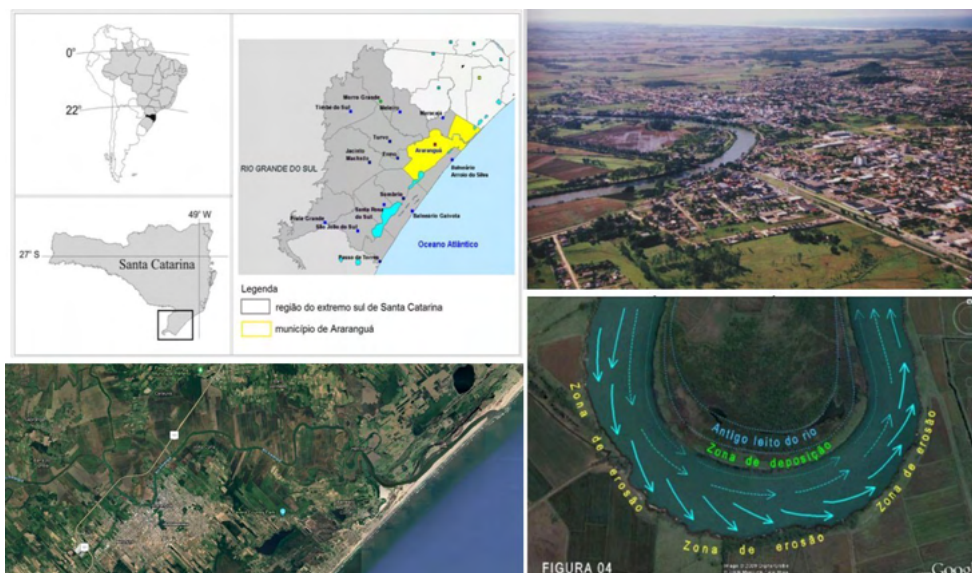 0°
22°
49° W
27° S
Santa Catarina
RIO GRANDE DO SUL
Morro Grande
Timbé do Sul
Meleiro
Maracajá
Turvo
Ermo
Jacinto
Machado
Araranguá
Balneário
Arroio do Silva
Sombrio
Santa Rosa
do Sul
Balneário Gaivota
Praia Grande
São João do Sul
Passo de Torres
Oceano Atlântico
Legenda
região do extremo sul de Santa Catarina
município de Araranguá
Antigo leito do rio
Zona de deposição
Zona de erosão
Zona de erosão
Zona de erosão
FIGURA 04
Goog